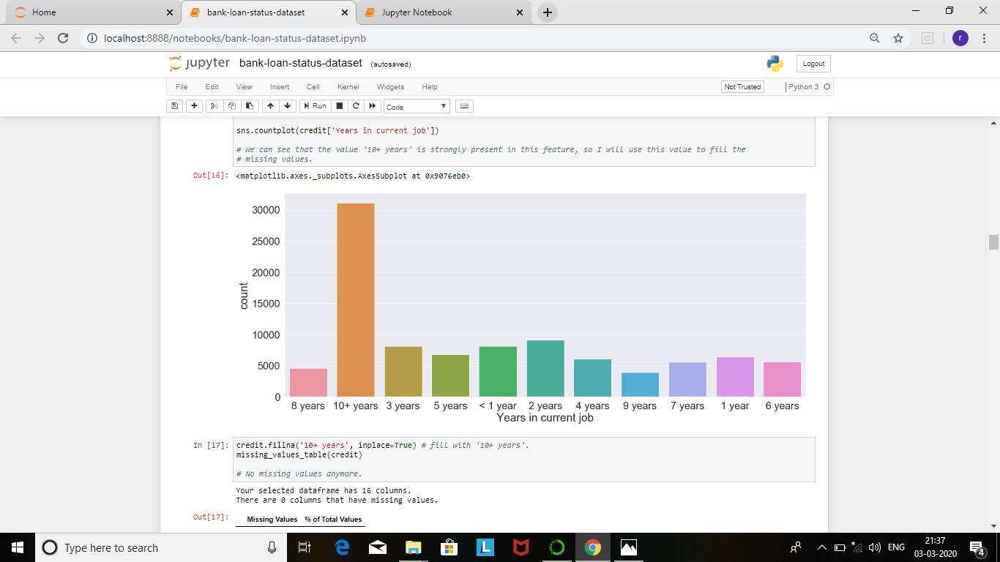 Home
bank-loan-status-dataset
Jupyter Notebook
localhost:8888/notebooks/bank-loan-status-dataset.ipynb
r
jupyter bank-loan-status-dataset (autosaved)
Logout
File Edit View Insert Cell Kernel Widgets Help
Not Trusted
Python 3
Run
Code
sns.countplot(credit['Years in current job'])
# We can see that the value '10+ years' is strongly present in this feature, so I will use this value to fill the
# missing values.
Out[16]: <matplotlib.axes._subplots.AxesSubplot at 0x9076eb0>
30000
25000
20000
15000
10000
5000
0
count
8 years 10+ years 3 years 5 years < 1 year 2 years 4 years 9 years 7 years 1 year 6 years
Years in current job
In [17]: credit.fillna('10+ years', inplace=True) # fill with '10+ years'.
missing_values_table(credit)
# No missing values anymore.
Your selected dataframe has 16 columns.
There are 0 columns that have missing values.
Out[17]: Missing Values % of Total Values
Type here to search
L
ENG
21:37
03-03-2020
4